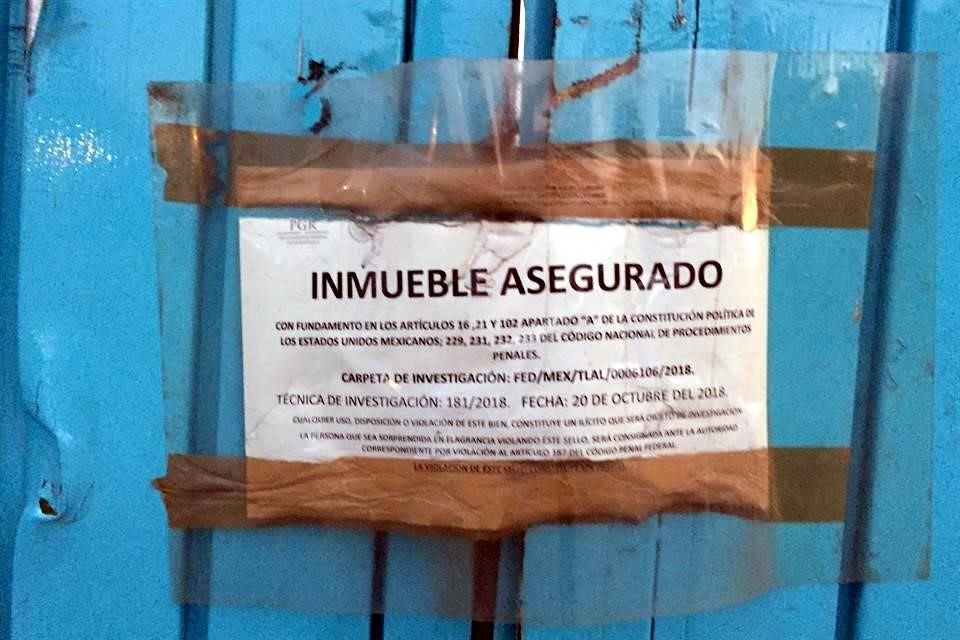 PGR
INMUEBLE ASEGURADO
CON FUNDAMENTO EN LOS ARTÍCULOS 16 ,21 Y 102 APARTADO "A" DE LA CONSTITUCIÓN POLÍTICA DE
LOS ESTADOS UNIDOS MEXICANOS; 229, 231, 232, 233 DEL CÓDIGO NACIONAL DE PROCEDIMIENTOS
PENALES.
CARPETA DE INVESTIGACIÓN: FED/MEX/TLAL/0006106/2018.
TÉCNICA DE INVESTIGACIÓN: 181/2018. FECHA: 20 DE OCTUBRE DEL 2018.
CUALQUIER USO, DISPOSICIÓN O VIOLACIÓN DE ESTE BIEN, CONSTITUYE UN ILÍCITO QUE SERÁ OBJETO DE INVESTIGACIÓN
LA PERSONA QUE SEA SORPRENDIDA EN FLAGRANCIA VIOLANDO ESTE SELLO, SERÁ CONSIGNADA ANTE LA AUTORIDAD
CORRESPONDIENTE POR VIOLACIÓN AL ARTÍCULO 187 DEL CÓDIGO PENAL FEDERAL.
LA VIOLACIÓN DE ESTE